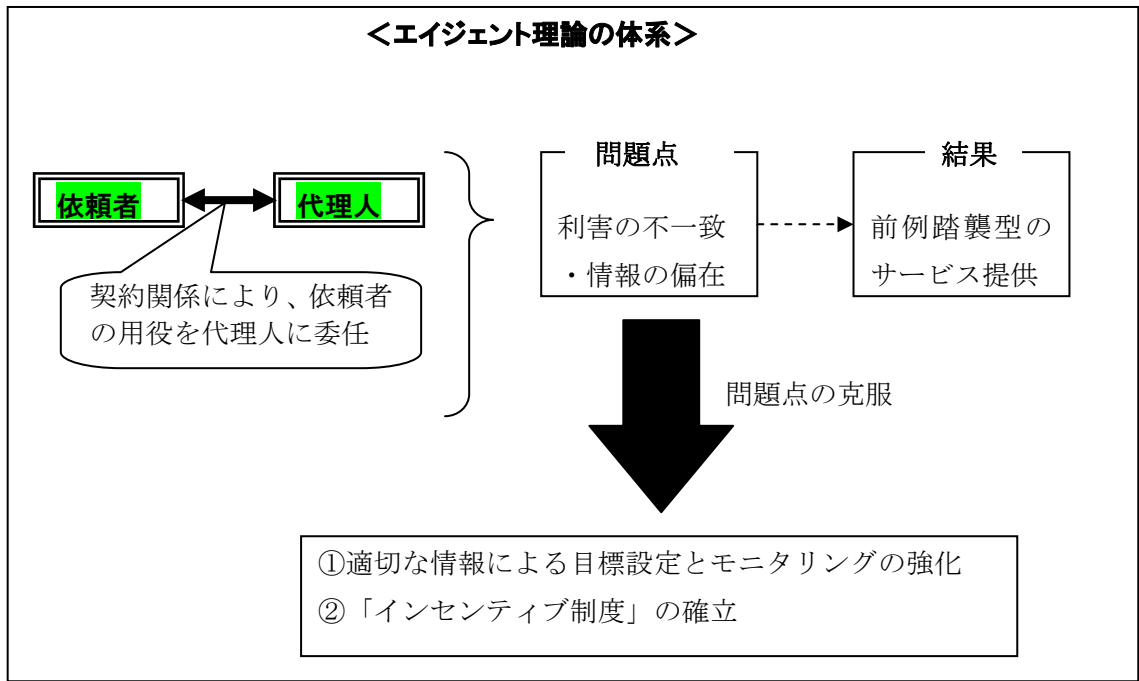 <エイジェント理論の体系>
依頼者
代理人
契約関係により、依頼者
の用役を代理人に委任
問題点
利害の不一致
・情報の偏在
結果
前例踏襲型の
サービス提供
問題点の克服
①適切な情報による目標設定とモニタリングの強化
②「インセンティブ制度」の確立